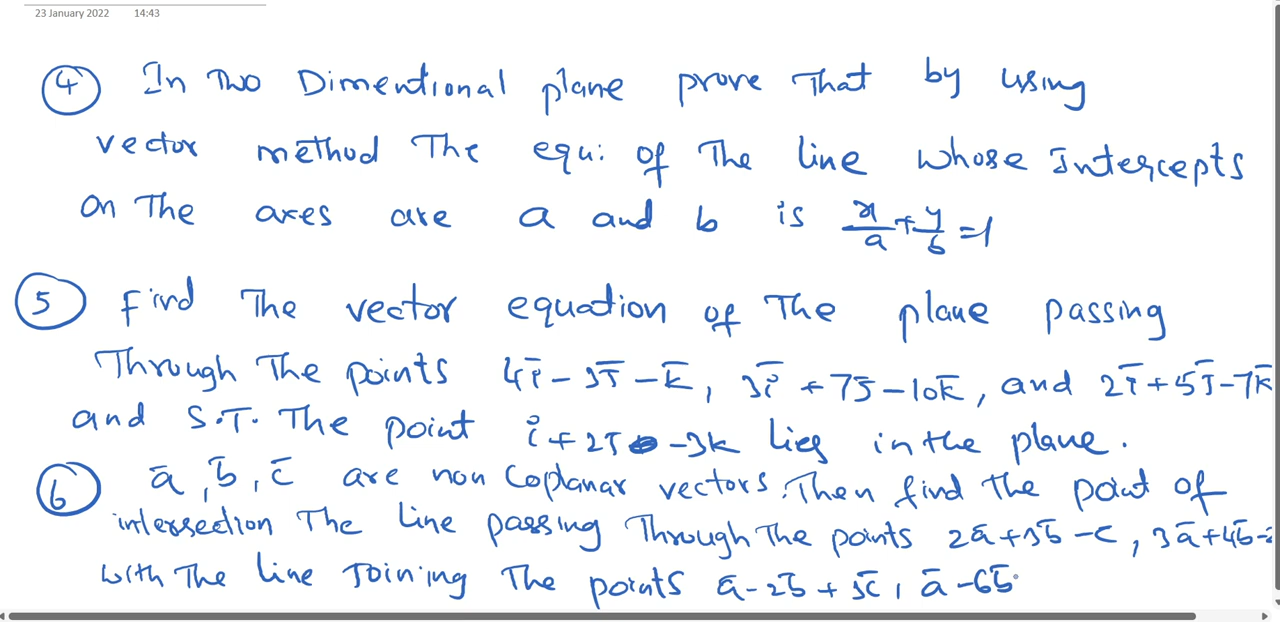 23 January 2022 14:43
④ In Two Dimentional plane prove That by using
vector method The equ: of The line whose Intercepts
on The axes are a and b is x/a + y/b = 1
⑤ Find The vector equation of The plane passing
Through The points 4i̅ - 3j̅ - k̅, 3i̅ + 7j̅ - 10k̅, and 2i̅ + 5j̅ - 7k̅
and S.T. The point i + 2j - 3k lies in the plane.
⑥ a̅, b̅, c̅ are non Coplanar vectors. Then find the point of
intersection The line passing Through The points 2a̅ + 3b̅ - c, 3a̅ + 4b̅ -
with The line Joining The points a̅ - 2b̅ + 3c̅, a̅ - 6b̅